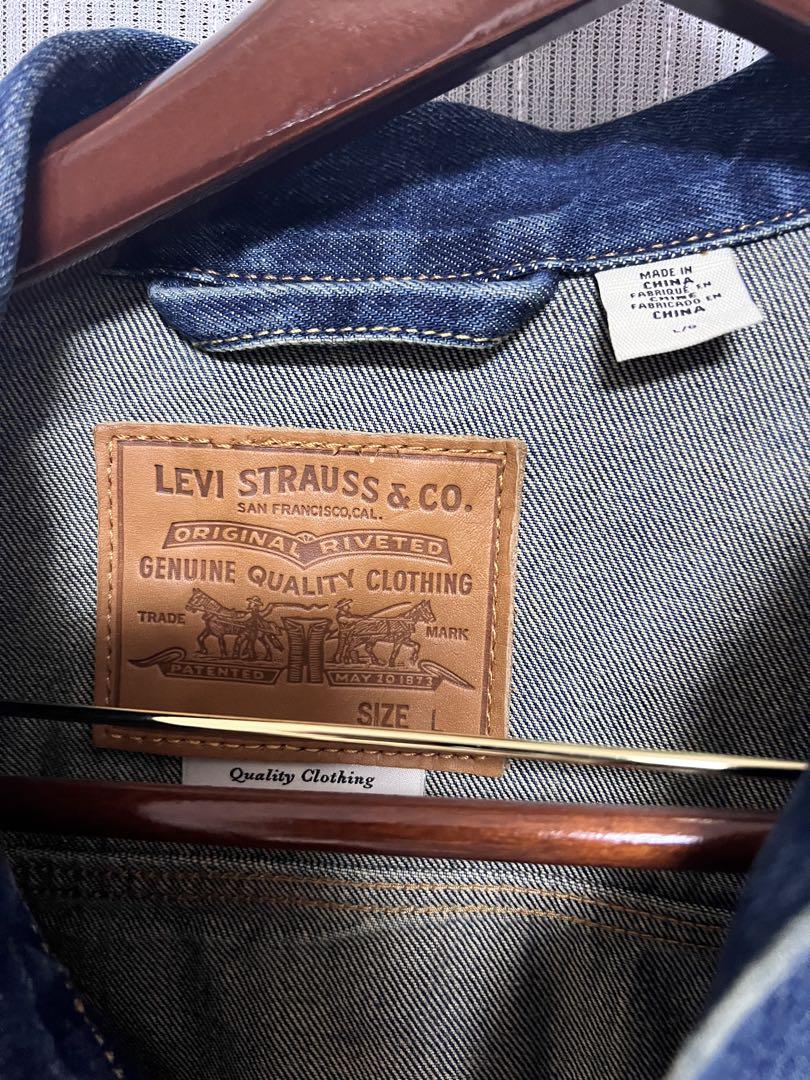 MADE IN
CHINA
FABRIQUÉ EN
CHINE
FABRICADO EN
CHINA
L/G
LEVI STRAUSS & CO.
SAN FRANCISCO, CAL.
ORIGINAL RIVETED
GENUINE QUALITY CLOTHING
TRADE MARK
PATENTED MAY 20 1873
SIZE L
Quality Clothing